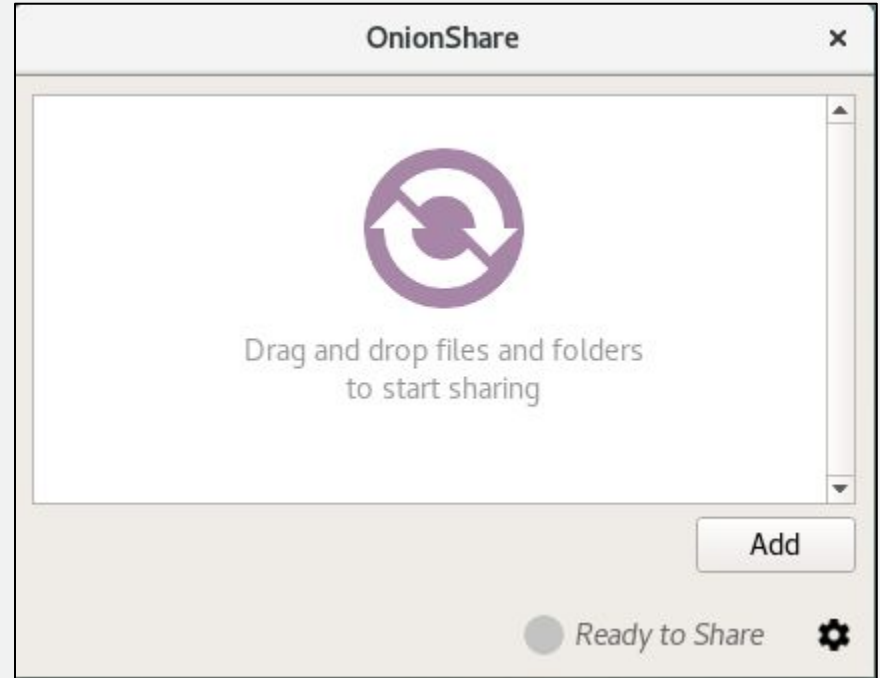 OnionShare
Drag and drop files and folders
to start sharing
Add
Ready to Share